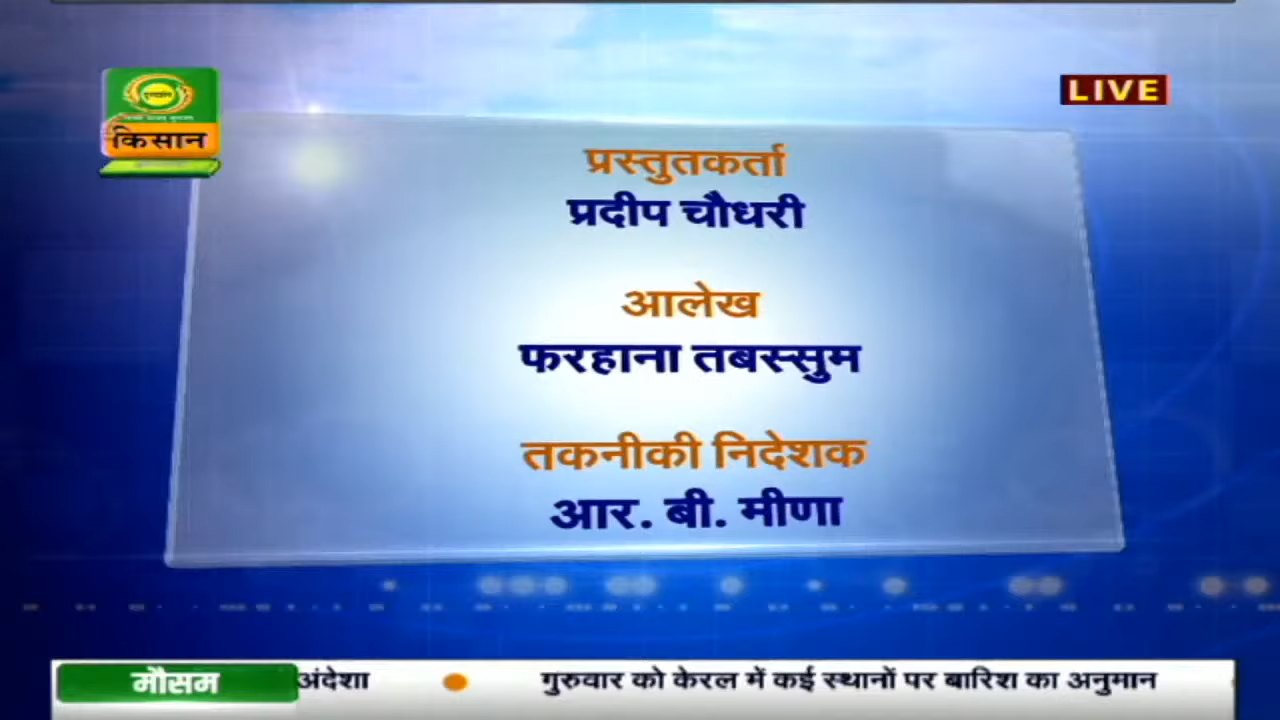 LIVE
किसान
प्रस्तुतकर्ता
प्रदीप चौधरी
आलेख
फरहाना तबस्सुम
तकनीकी निदेशक
आर. बी. मीणा
मौसम अंदेशा गुरुवार को केरल में कई स्थानों पर बारिश का अनुमान